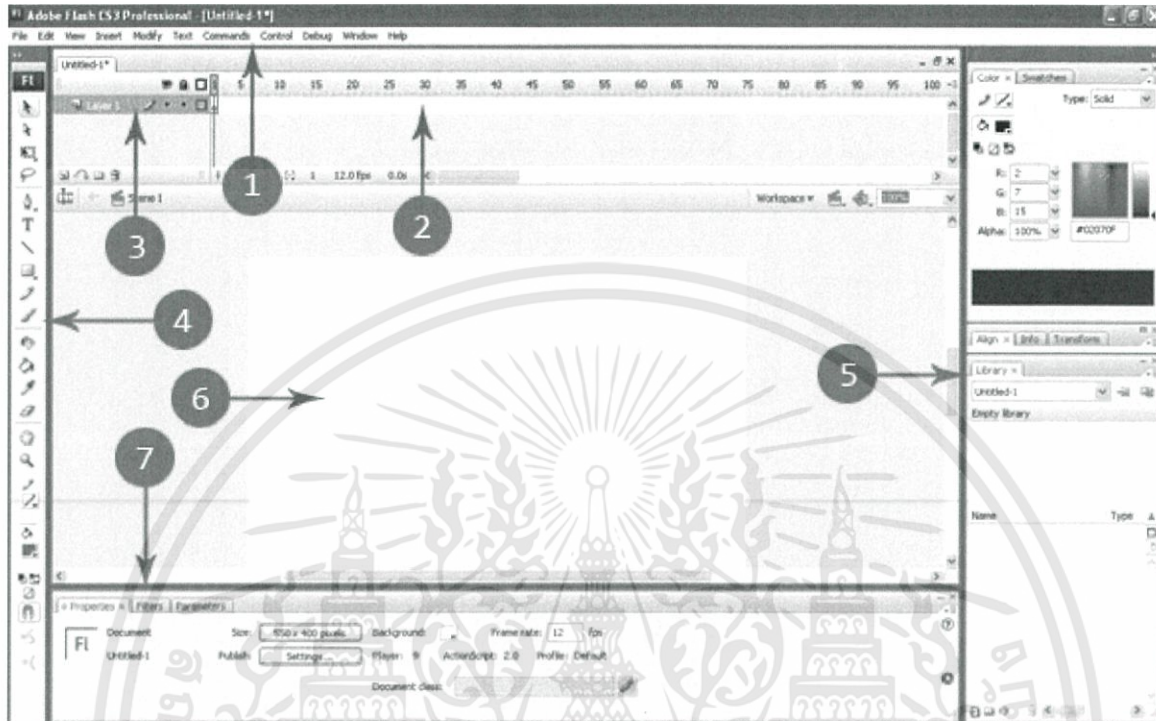 Adobe Flash CS3 Professional - [Untitled-1*]
File Edit View Insert Modify Text Commands Control Debug Window Help
Untitled-1*
Fl
5 10 15 20 25 30 35 40 45 50 55 60 65 70 75 80 85 90 95 100
Layer 1
1 12.0 fps 0.0s
Scene 1
Workspace
100%
1
2
3
4
5
6
7
Color × Swatches
Type: Solid
R: 2
G: 7
B: 15
Alpha: 100%
#02070F
Align × Info Transform
Library ×
Untitled-1
Empty library
Name Type
Properties × Filters Parameters
Fl
Document
Untitled-1
Size: 550 x 400 pixels
Background:
Frame rate: 12 fps
Publish: Settings...
Player: 9 ActionScript: 2.0 Profile: Default
Document class: